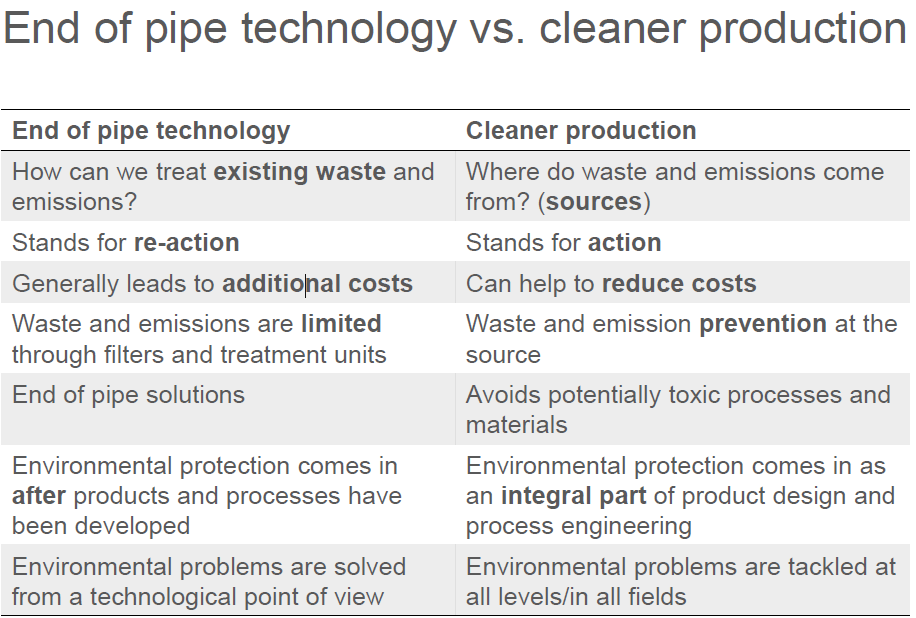 End of pipe technology vs. cleaner production
End of pipe technology
Cleaner production
How can we treat existing waste and
emissions?
Where do waste and emissions come
from? (sources)
Stands for re-action
Stands for action
Generally leads to additional costs
Can help to reduce costs
Waste and emissions are limited
through filters and treatment units
Waste and emission prevention at the
source
End of pipe solutions
Avoids potentially toxic processes and
materials
Environmental protection comes in
after products and processes have
been developed
Environmental protection comes in as
an integral part of product design and
process engineering
Environmental problems are solved
from a technological point of view
Environmental problems are tackled at
all levels/in all fields